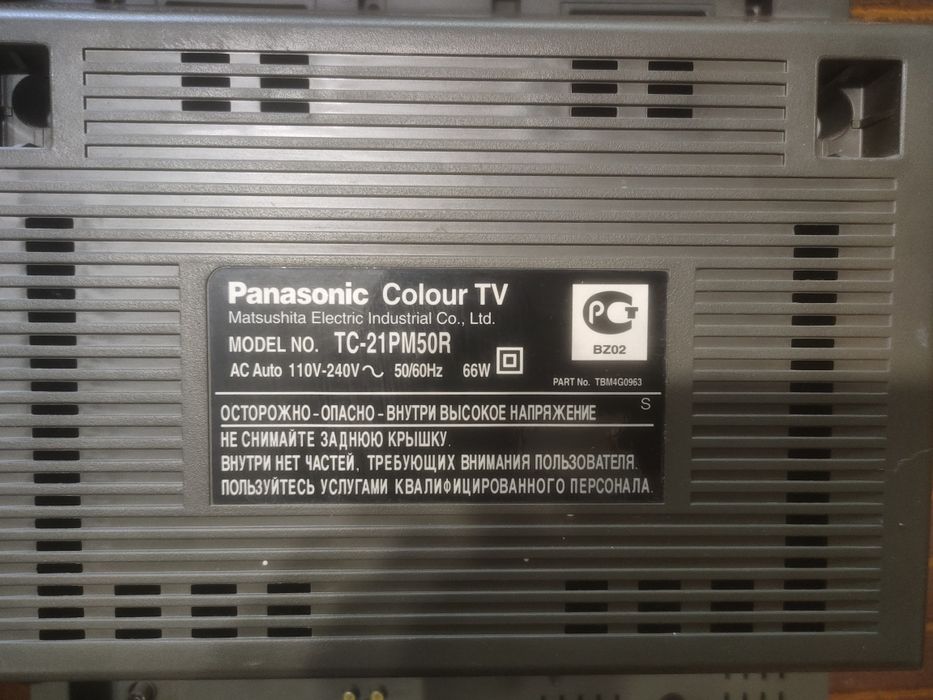 Panasonic Colour TV
Matsushita Electric Industrial Co., Ltd.
MODEL NO. TC-21PM50R
AC Auto 110V-240V~ 50/60Hz 66W
РСТ
BZ02
PART No. TBM4G0963
S
ОСТОРОЖНО - ОПАСНО - ВНУТРИ ВЫСОКОЕ НАПРЯЖЕНИЕ
НЕ СНИМАЙТЕ ЗАДНЮЮ КРЫШКУ.
ВНУТРИ НЕТ ЧАСТЕЙ, ТРЕБУЮЩИХ ВНИМАНИЯ ПОЛЬЗОВАТЕЛЯ.
ПОЛЬЗУЙТЕСЬ УСЛУГАМИ КВАЛИФИЦИРОВАННОГО ПЕРСОНАЛА.